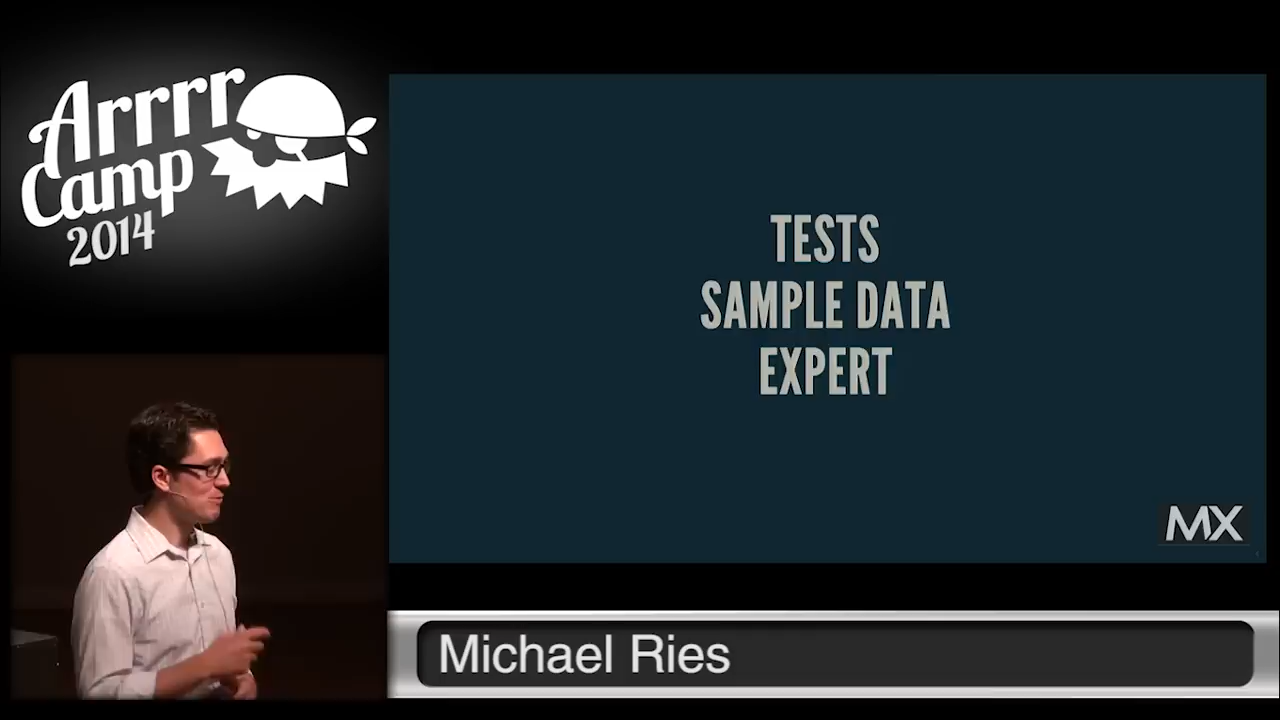 Arrrr
Camp
2014
TESTS
SAMPLE DATA
EXPERT
MX
Michael Ries